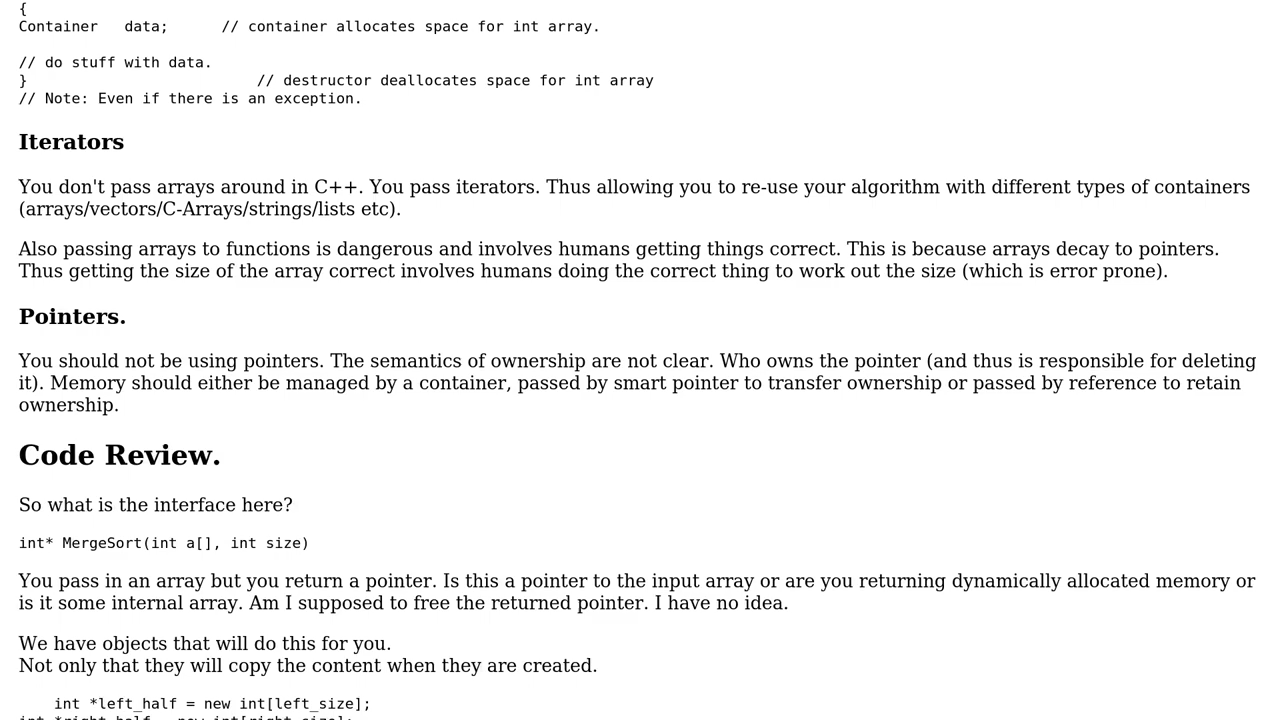 {
Container   data;      // container allocates space for int array.
// do stuff with data.
}                          // destructor deallocates space for int array
// Note: Even if there is an exception.
Iterators
You don't pass arrays around in C++. You pass iterators. Thus allowing you to re-use your algorithm with different types of containers
(arrays/vectors/C-Arrays/strings/lists etc).
Also passing arrays to functions is dangerous and involves humans getting things correct. This is because arrays decay to pointers.
Thus getting the size of the array correct involves humans doing the correct thing to work out the size (which is error prone).
Pointers.
You should not be using pointers. The semantics of ownership are not clear. Who owns the pointer (and thus is responsible for deleting
it). Memory should either be managed by a container, passed by smart pointer to transfer ownership or passed by reference to retain
ownership.
Code Review.
So what is the interface here?
int* MergeSort(int a[], int size)
You pass in an array but you return a pointer. Is this a pointer to the input array or are you returning dynamically allocated memory or
is it some internal array. Am I supposed to free the returned pointer. I have no idea.
We have objects that will do this for you.
Not only that they will copy the content when they are created.
    int *left_half = new int[left_size];
int *right_half = new int[right_size];